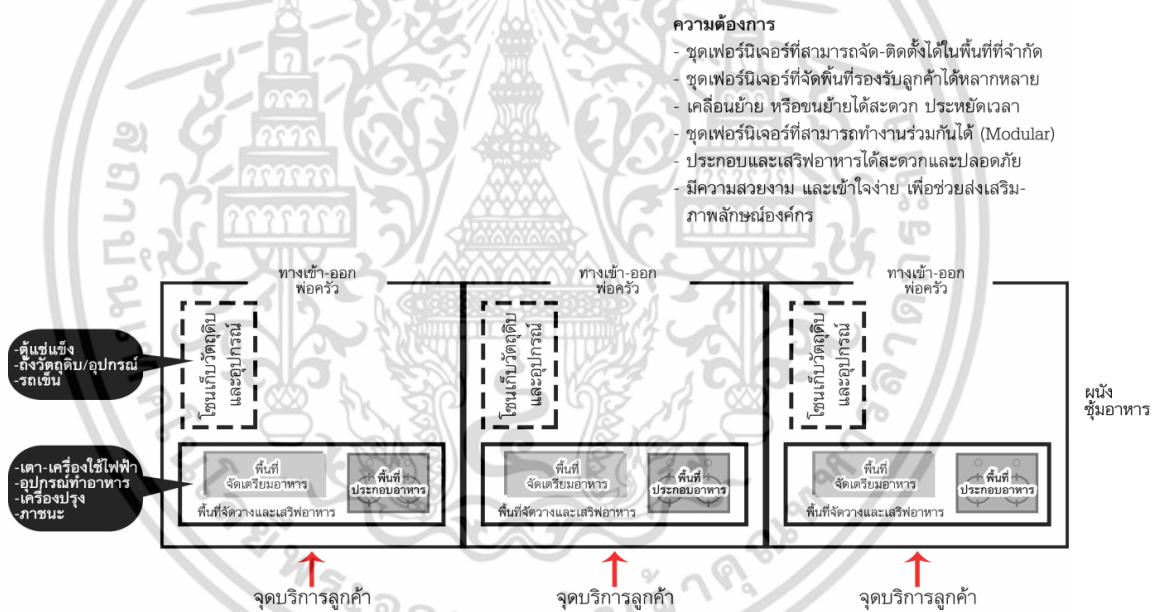 ความต้องการ
- ชุดเฟอร์นิเจอร์ที่สามารถจัด-ติดตั้งได้ในพื้นที่ที่จำกัด
- ชุดเฟอร์นิเจอร์ที่จัดพื้นที่รองรับลูกค้าได้หลากหลาย
- เคลื่อนย้าย หรือขนย้ายได้สะดวก ประหยัดเวลา
- ชุดเฟอร์นิเจอร์ที่สามารถทำงานร่วมกันได้ (Modular)
- ประกอบและเสริฟอาหารได้สะดวกและปลอดภัย
- มีความสวยงาม และเข้าใจง่าย เพื่อช่วยส่งเสริม-
ภาพลักษณ์องค์กร
ทางเข้า-ออก
พ่อครัว
ทางเข้า-ออก
พ่อครัว
ทางเข้า-ออก
พ่อครัว
-ตู้แช่แข็ง
-ถังวัตถุดิบ/อุปกรณ์
-รถเข็น
โซนเก็บวัตถุดิบ
และอุปกรณ์
โซนเก็บวัตถุดิบ
และอุปกรณ์
โซนเก็บวัตถุดิบ
และอุปกรณ์
ผนัง
ซุ้มอาหาร
-เตา-เครื่องใช้ไฟฟ้า
-อุปกรณ์ทำอาหาร
-เครื่องปรุง
-ภาชนะ
พื้นที่
จัดเตรียมอาหาร
พื้นที่
ประกอบอาหาร
พื้นที่จัดวางและเสริฟอาหาร
พื้นที่
จัดเตรียมอาหาร
พื้นที่
ประกอบอาหาร
พื้นที่จัดวางและเสริฟอาหาร
พื้นที่
จัดเตรียมอาหาร
พื้นที่
ประกอบอาหาร
พื้นที่จัดวางและเสริฟอาหาร
จุดบริการลูกค้า
จุดบริการลูกค้า
จุดบริการลูกค้า